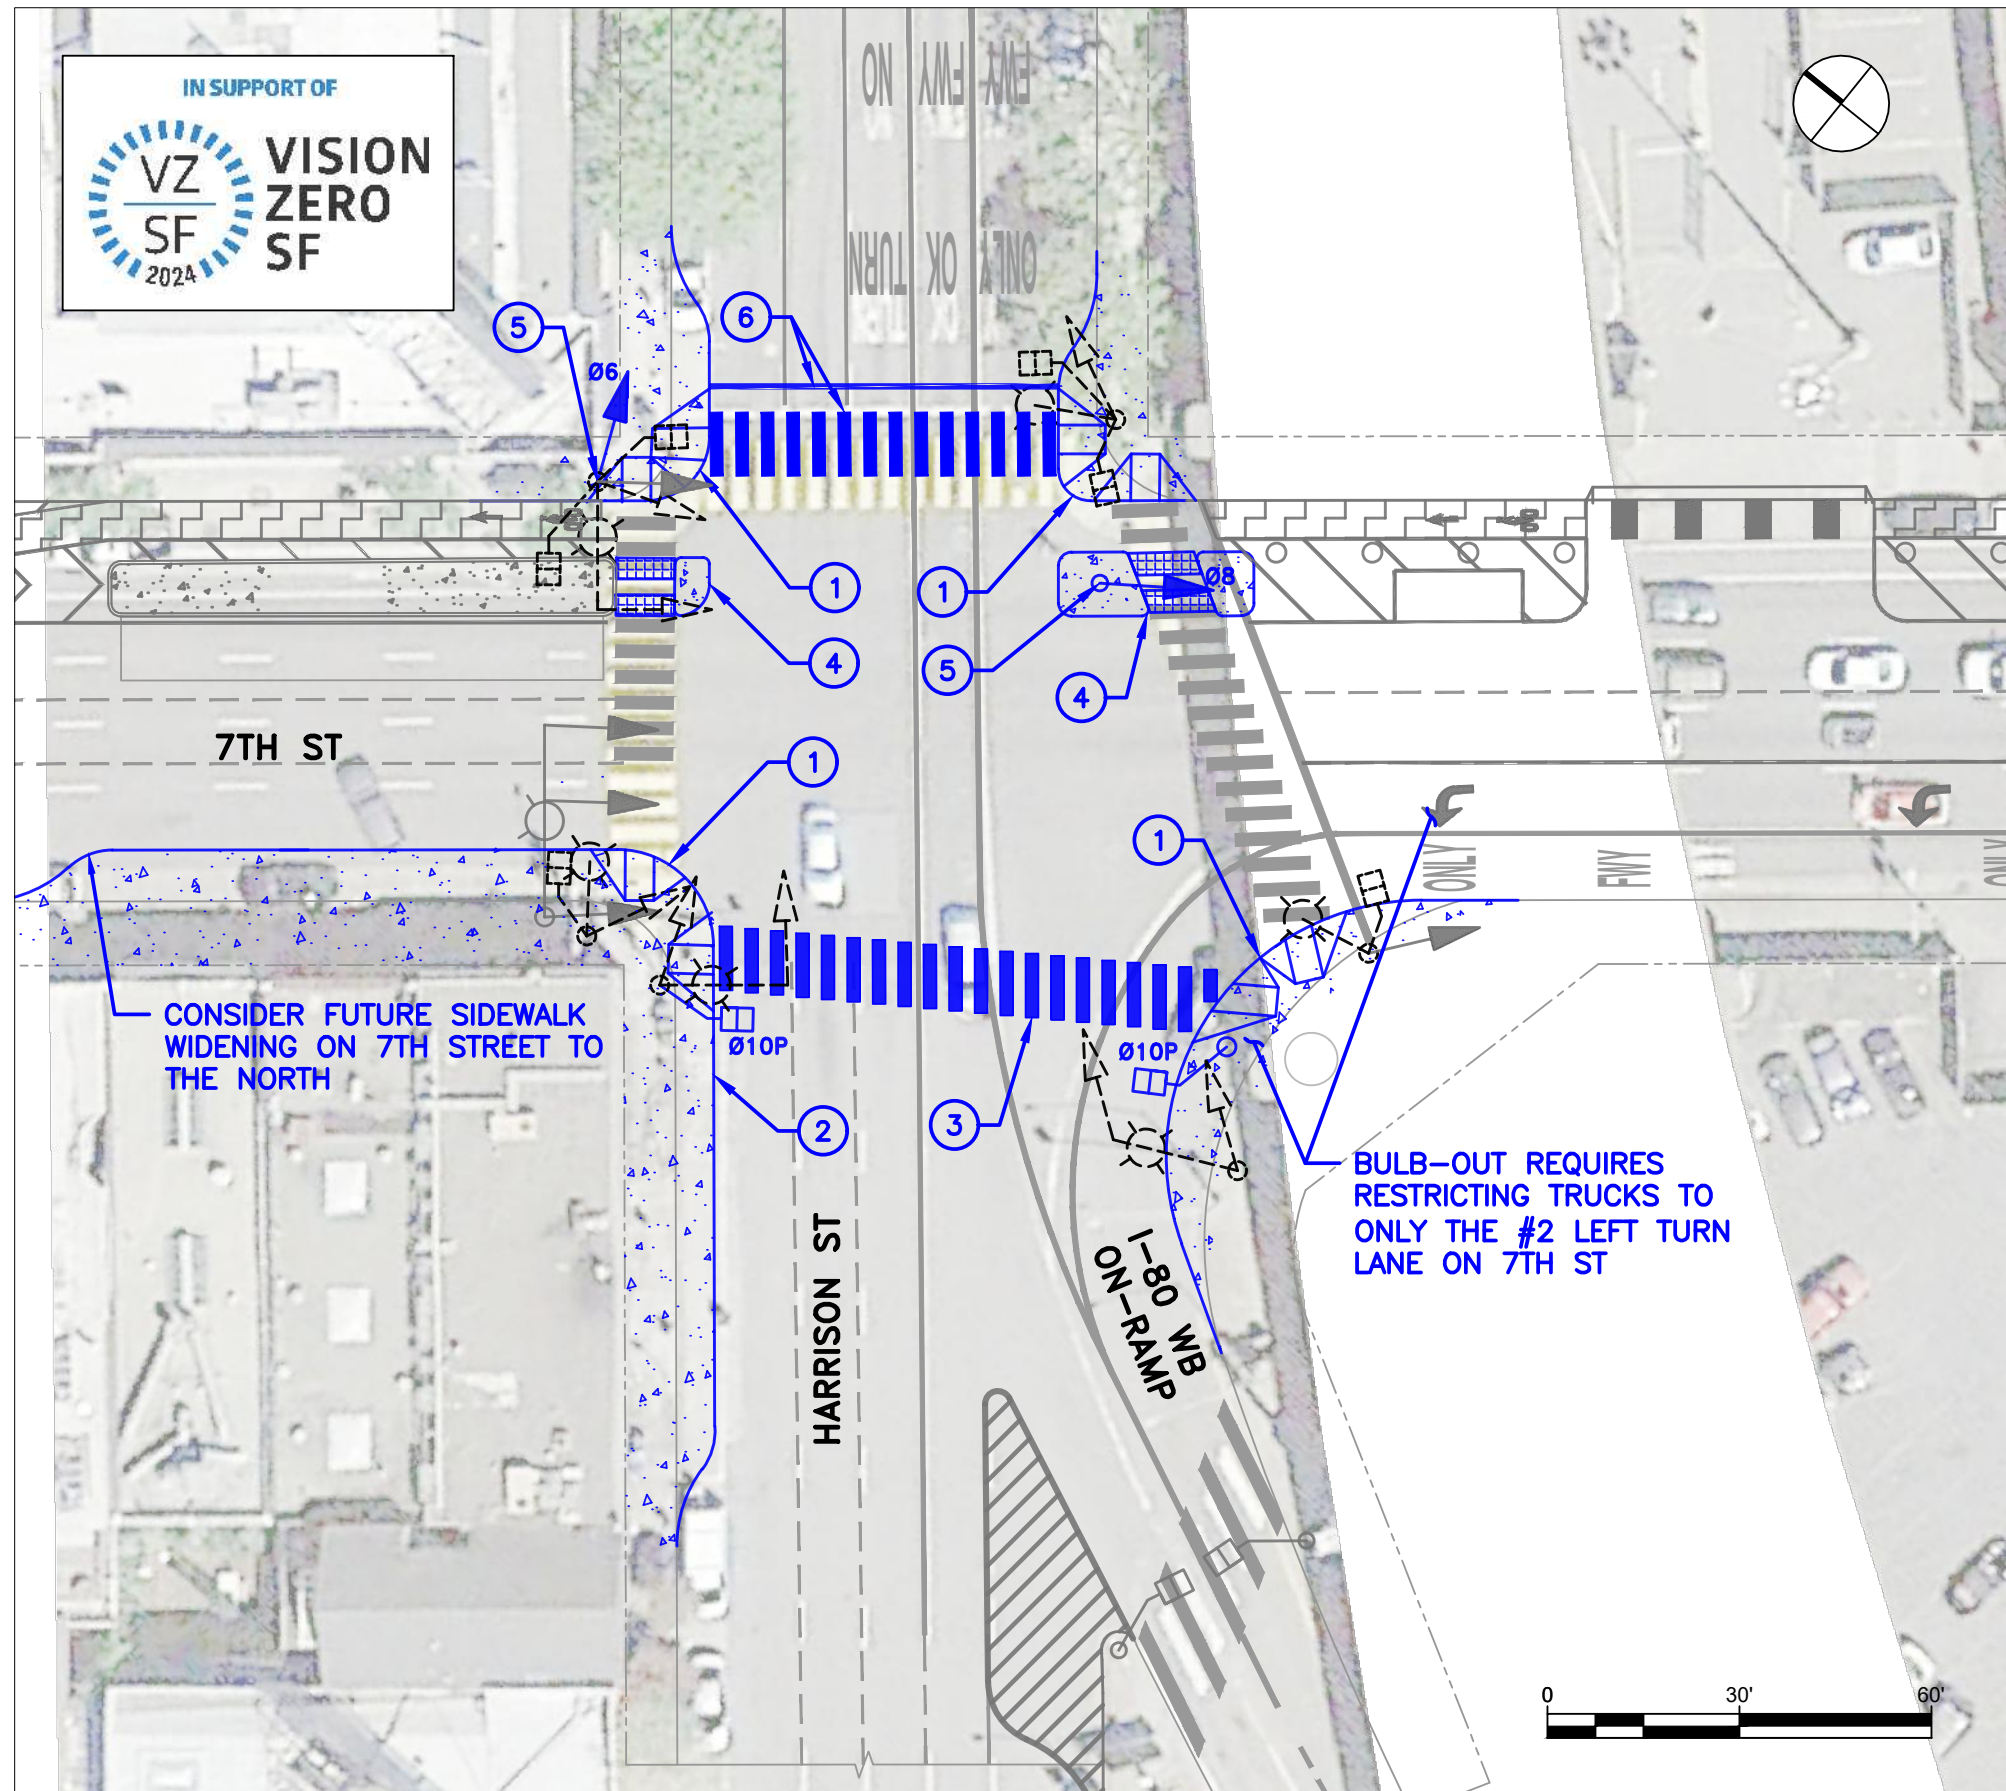 IN SUPPORT OF
VZ
SF
2024
VISION
ZERO
SF
FWY FWY NO
ONLY OK TURN
5
6
Ø6
1
1
Ø8
4
5
4
7TH ST
1
1
ONLY
FWY
ONLY
CONSIDER FUTURE SIDEWALK
WIDENING ON 7TH STREET TO
THE NORTH
Ø10P
Ø10P
2
3
BULB-OUT REQUIRES
RESTRICTING TRUCKS TO
ONLY THE #2 LEFT TURN
LANE ON 7TH ST
HARRISON ST
I-80 WB
ON-RAMP
0 30' 60'